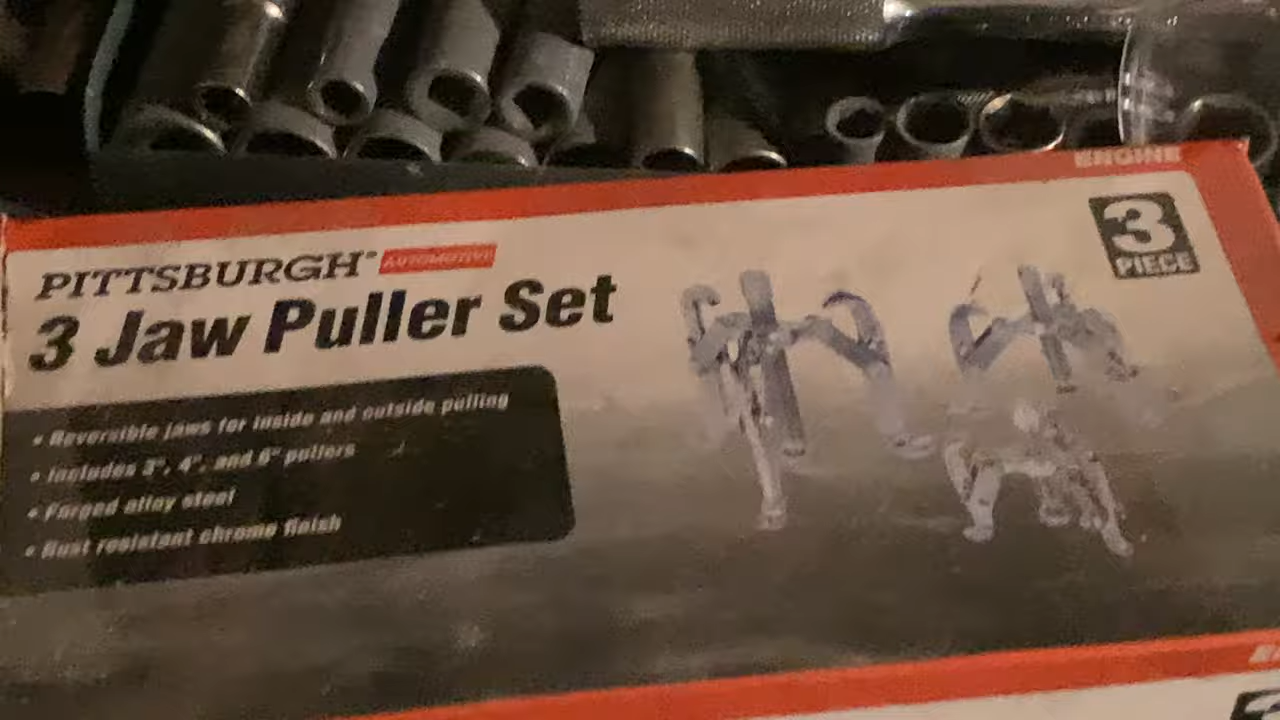 ENGINE
PITTSBURGH® AUTOMOTIVE
3 PIECE
3 Jaw Puller Set
• Reversible jaws for inside and outside pulling
• Includes 3", 4", and 6" pullers
• Forged alloy steel
• Rust resistant chrome finish